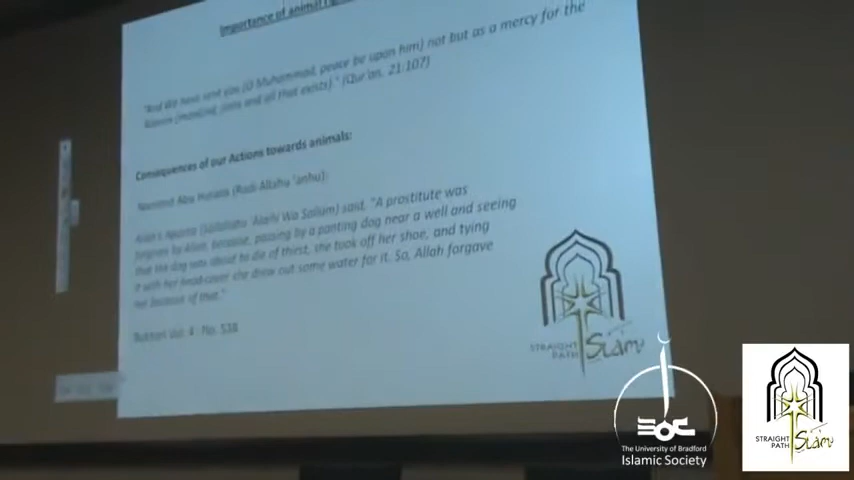 Importance of animal
"And We have sent you (O Muhammad, peace be upon him) not but as a mercy for the
'Alamin (mankind, jinns and all that exists)." (Qur'an. 21:107)
Consequences of our Actions towards animals:
Narrated Abu Huraira (Radi-Allahu 'anhu):
Allah's Apostle (Sallallahu 'Alaihi Wa Sallam) said, "A prostitute was
forgiven by Allah, because, passing by a panting dog near a well and seeing
that the dog was about to die of thirst, she took off her shoe, and tying
it with her head-cover she drew out some water for it. So, Allah forgave
her because of that."
Bukhari Vol. 4 : No. 538
STRAIGHT
PATH
Islam
The University of Bradford
Islamic Society
STRAIGHT
PATH
Islam